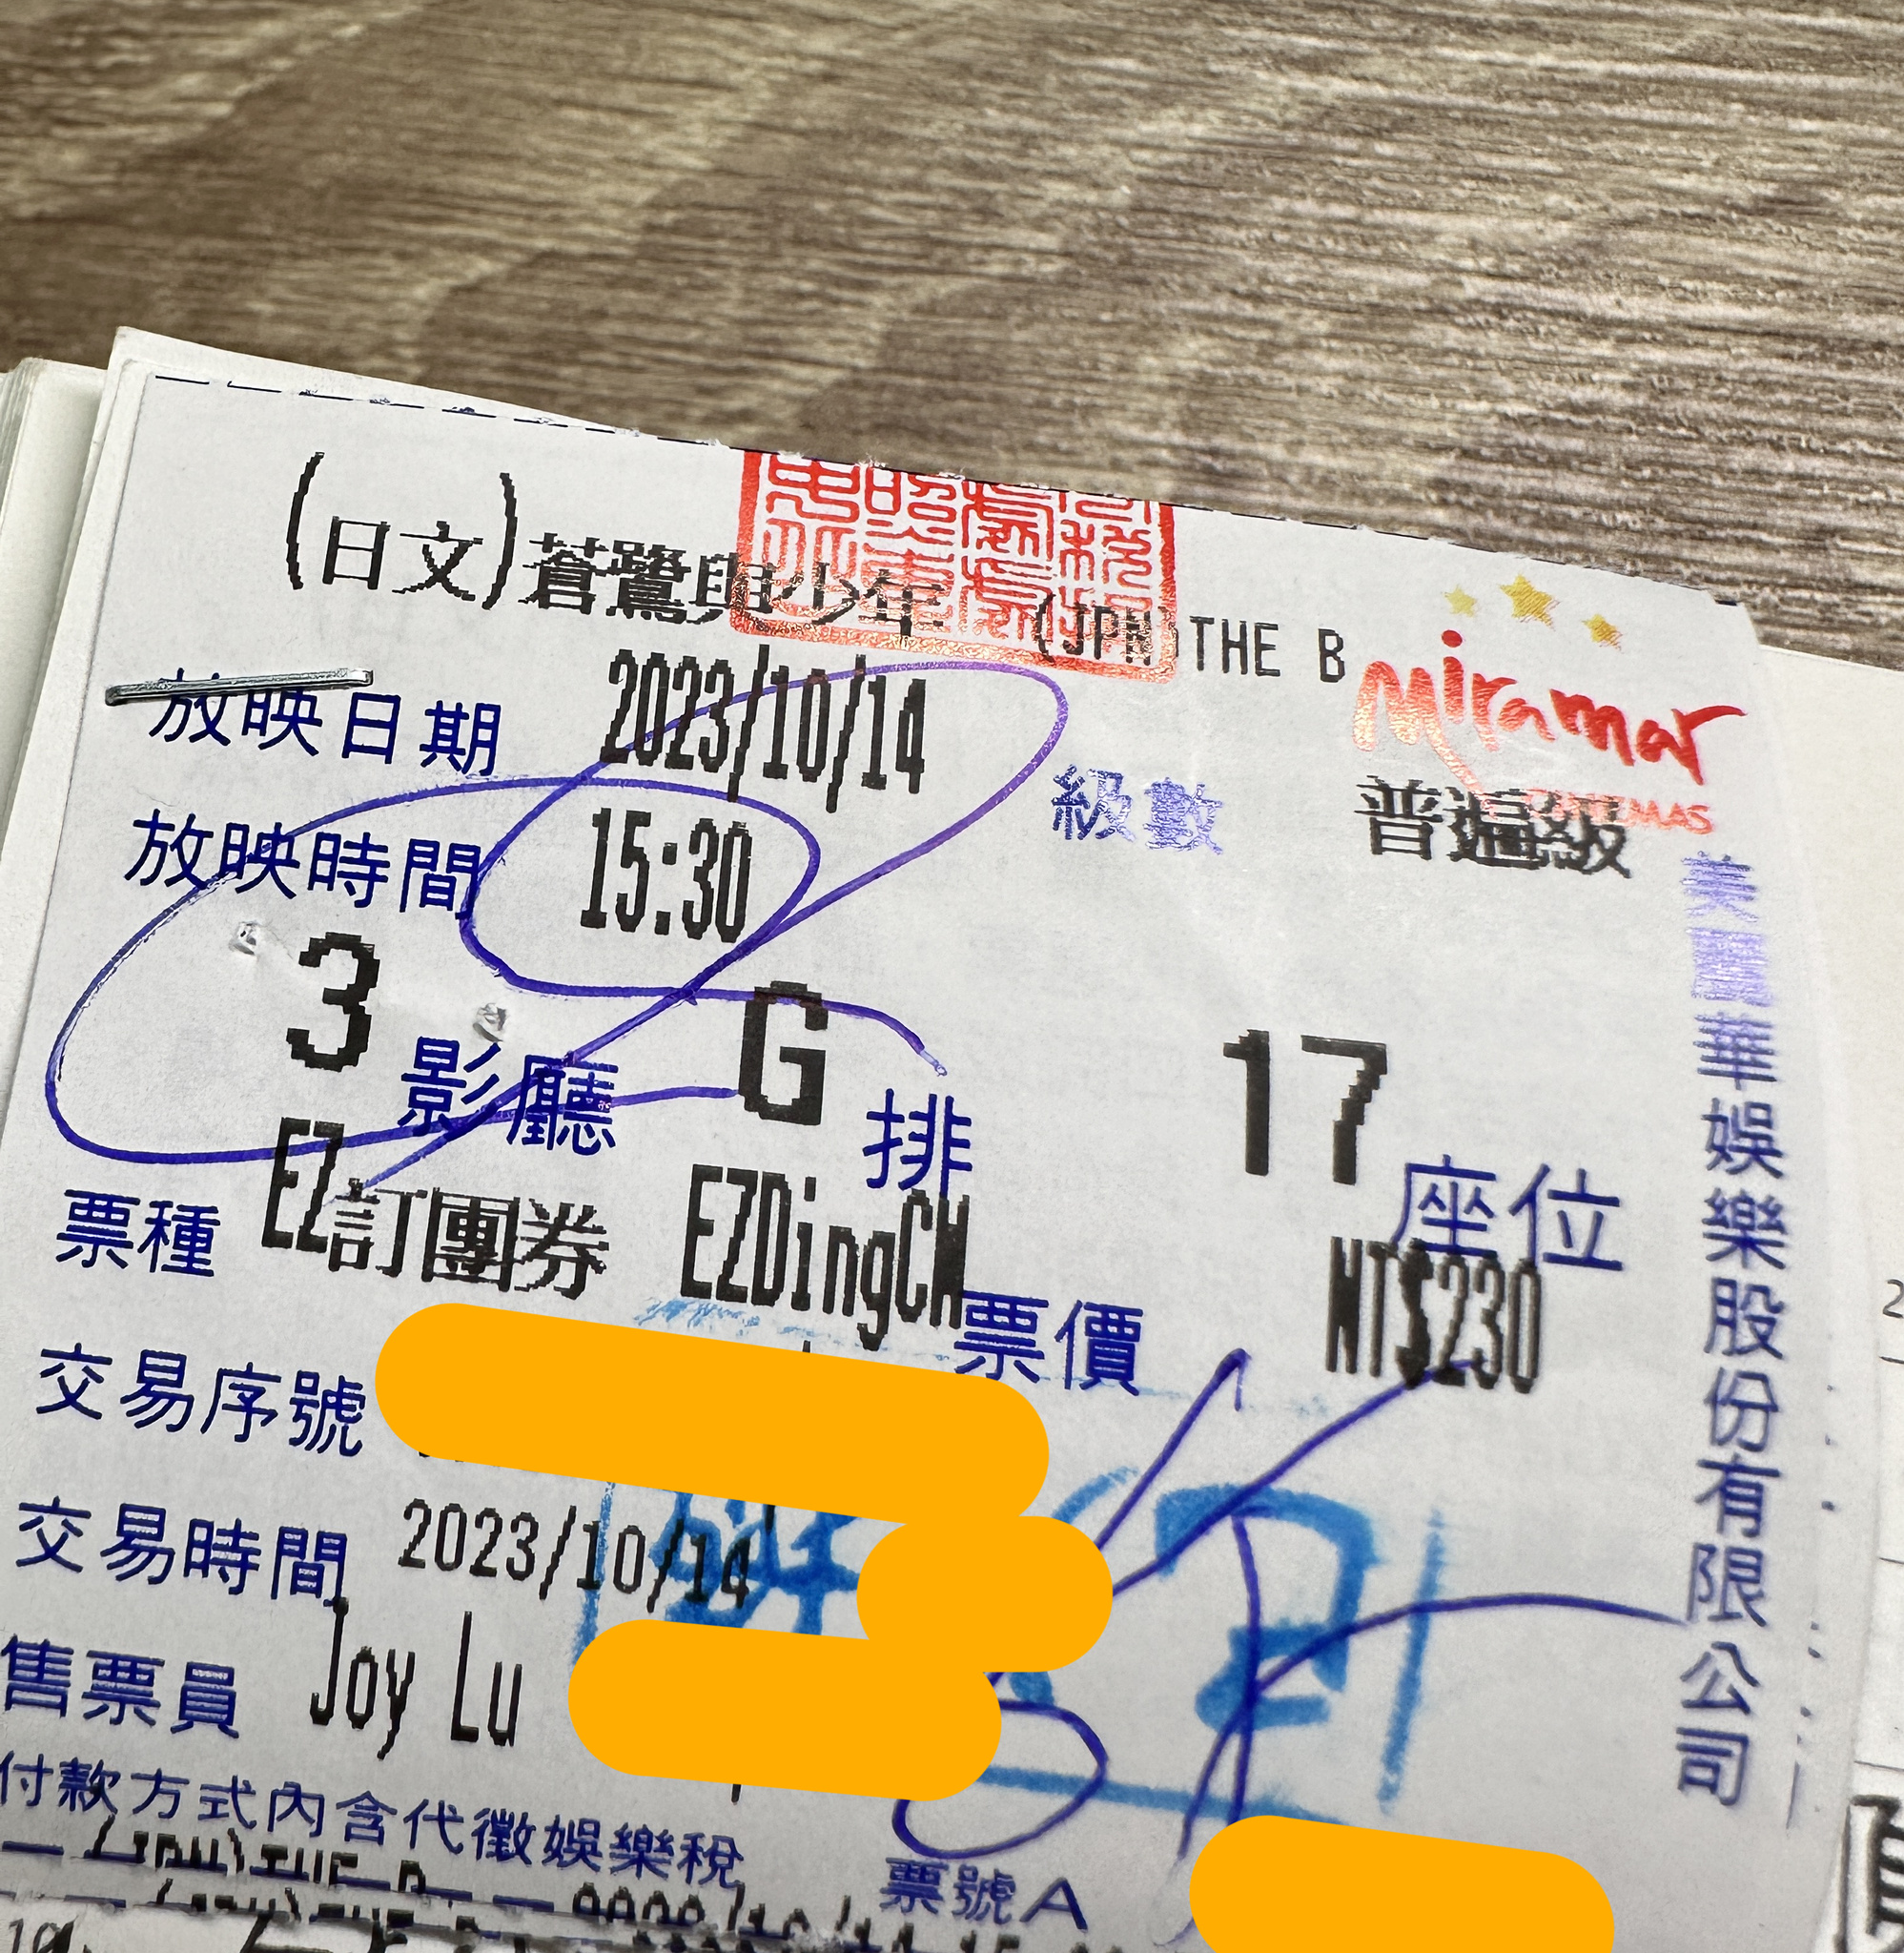 (日文)蒼鷺與少年 (JPN)THE B
miramar
CINEMAS
放映日期 2023/10/14
級數 普遍級
放映時間 15:30
3 影廳 G 排 17 座位
票種 EZ訂團券 EZDingCH 票價 NT$230
交易序號
交易時間 2023/10/14
售票員 Joy Lu
付款方式內含代徵娛樂稅
票號A
美麗華娛樂股份有限公司